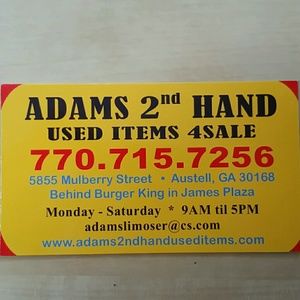 ADAMS 2nd HAND
USED ITEMS 4SALE
770.715.7256
5855 Mulberry Street • Austell, GA 30168
Behind Burger King in James Plaza
Monday - Saturday * 9AM til 5PM
adamslimoser@cs.com
www.adams2ndhanduseditems.com